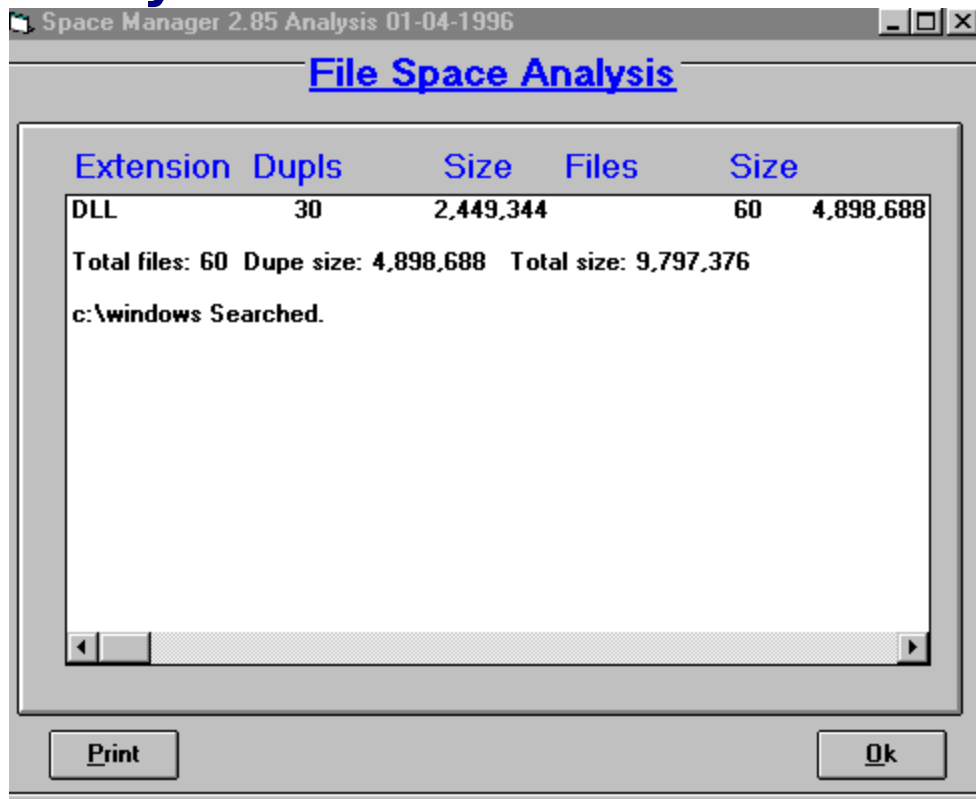 Space Manager 2.85 Analysis 01-04-1996
File Space Analysis
Extension Dupls Size Files Size
DLL 30 2,449,344 60 4,898,688
Total files: 60 Dupe size: 4,898,688 Total size: 9,797,376
c:\windows Searched.
Print Ok